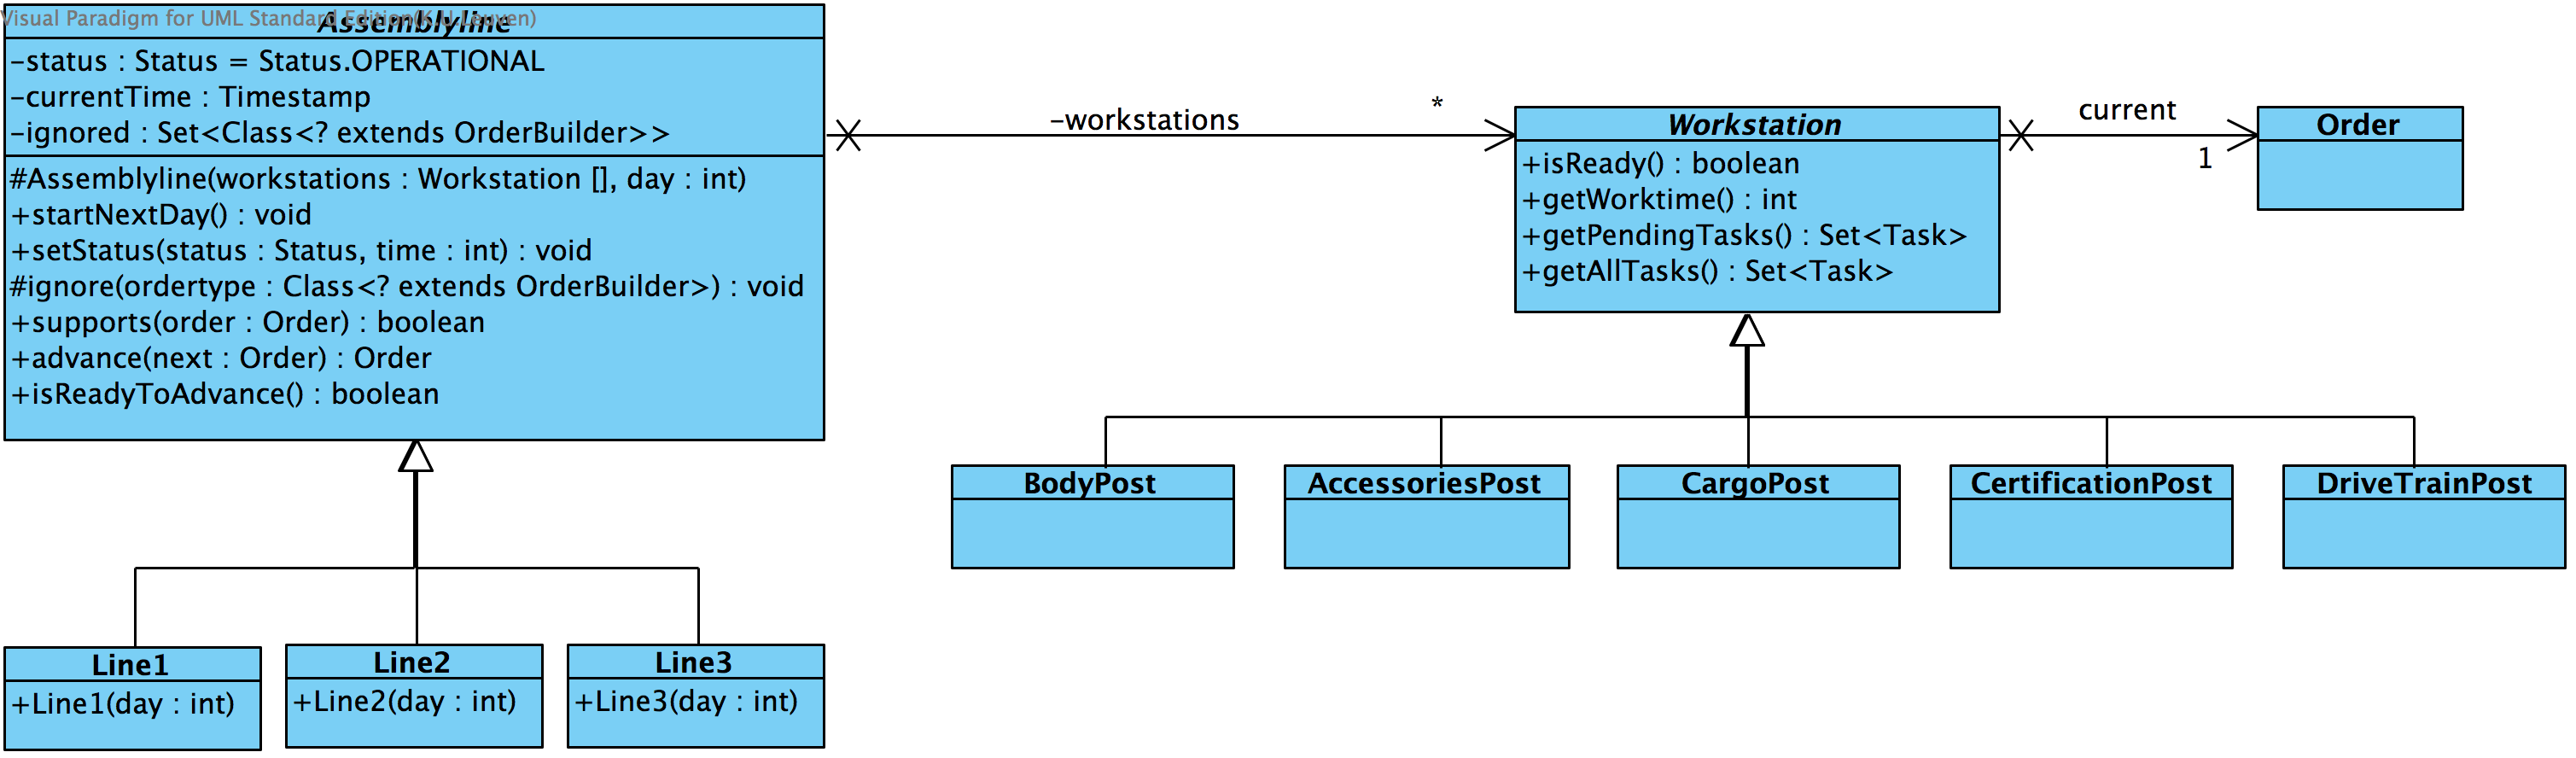 Visual Paradigm for UML Standard Edition(K.U.Leuven)
Assemblyline
-status : Status = Status.OPERATIONAL
-currentTime : Timestamp
-ignored : Set<Class<? extends OrderBuilder>>
#Assemblyline(workstations : Workstation [], day : int)
+startNextDay() : void
+setStatus(status : Status, time : int) : void
#ignore(ordertype : Class<? extends OrderBuilder>) : void
+supports(order : Order) : boolean
+advance(next : Order) : Order
+isReadyToAdvance() : boolean
-workstations
*
Workstation
+isReady() : boolean
+getWorktime() : int
+getPendingTasks() : Set<Task>
+getAllTasks() : Set<Task>
current
1
Order
BodyPost
AccessoriesPost
CargoPost
CertificationPost
DriveTrainPost
Line1
+Line1(day : int)
Line2
+Line2(day : int)
Line3
+Line3(day : int)